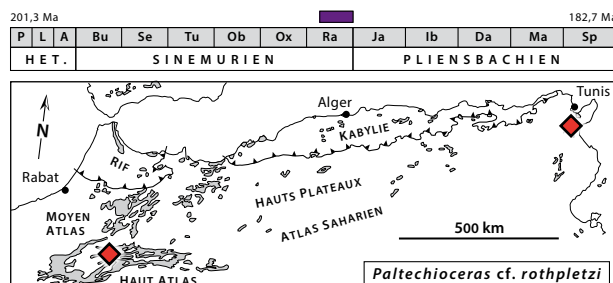 201,3 Ma 182,7 Ma
P L A Bu Se Tu Ob Ox Ra Ja Ib Da Ma Sp
HET. SINEMURIEN PLIENSBACHIEN
Tunis
Alger
N
KABYLIE
RIF
Rabat
HAUTS PLATEAUX
MOYEN
ATLAS
ATLAS SAHARIEN
500 km
HAUT ATLAS
Paltechioceras cf. rothpletzi